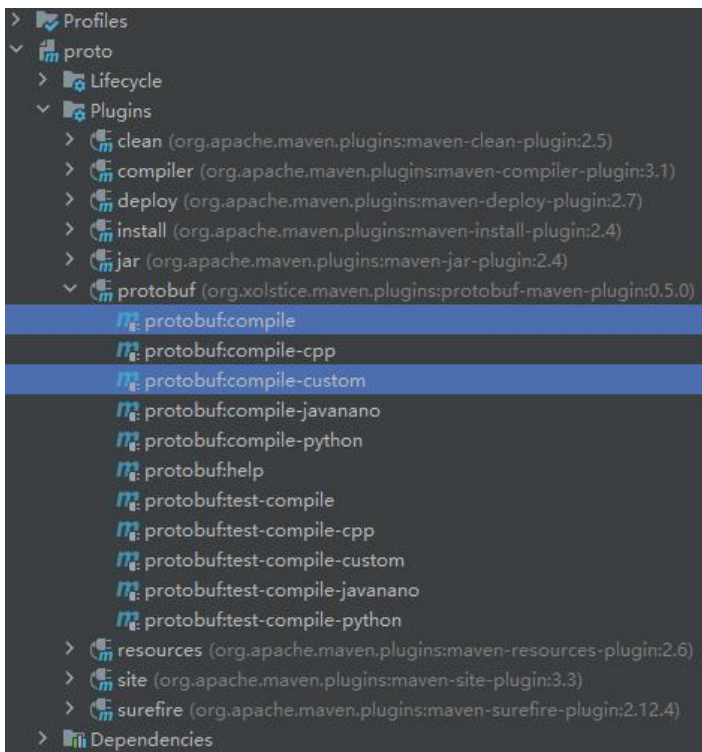 Profiles
proto
Lifecycle
Plugins
clean (org.apache.maven.plugins:maven-clean-plugin:2.5)
compiler (org.apache.maven.plugins:maven-compiler-plugin:3.1)
deploy (org.apache.maven.plugins:maven-deploy-plugin:2.7)
install (org.apache.maven.plugins:maven-install-plugin:2.4)
jar (org.apache.maven.plugins:maven-jar-plugin:2.4)
protobuf (org.xolstice.maven.plugins:protobuf-maven-plugin:0.5.0)
protobuf:compile
protobuf:compile-cpp
protobuf:compile-custom
protobuf:compile-javanano
protobuf:compile-python
protobuf:help
protobuf:test-compile
protobuf:test-compile-cpp
protobuf:test-compile-custom
protobuf:test-compile-javanano
protobuf:test-compile-python
resources (org.apache.maven.plugins:maven-resources-plugin:2.6)
site (org.apache.maven.plugins:maven-site-plugin:3.3)
surefire (org.apache.maven.plugins:maven-surefire-plugin:2.12.4)
Dependencies